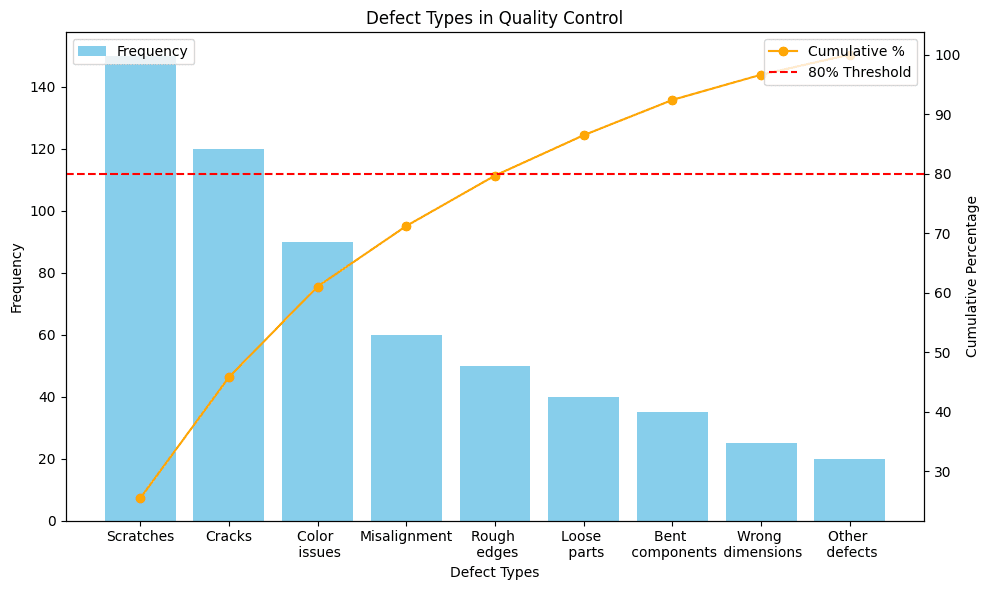 Defect Types in Quality Control
Frequency
Cumulative %
80% Threshold
Frequency
140
120
100
80
60
40
20
0
100
90
80
70
60
50
40
30
Cumulative Percentage
Scratches Cracks Color Misalignment Rough Loose Bent Wrong Other
issues edges parts components dimensions defects
Defect Types